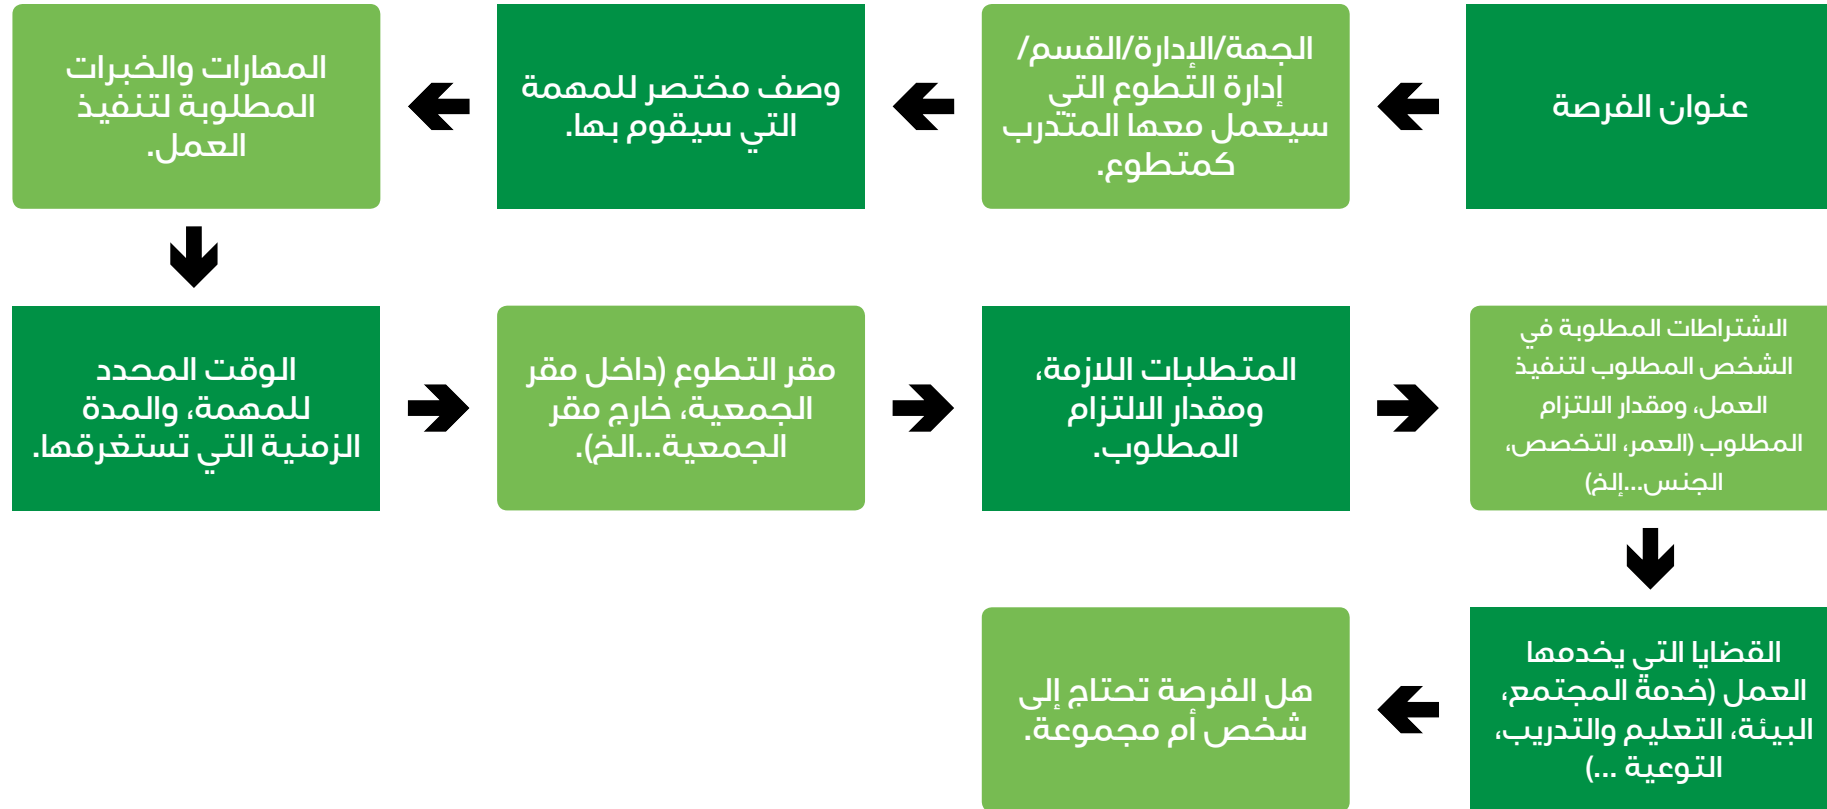 عنوان الفرصة
الجهة/الإدارة/القسم/
إدارة التطوع التي
سيعمل معها المتدرب
كمتطوع.
وصف مختصر للمهمة
التي سيقوم بها.
المهارات والخبرات
المطلوبة لتنفيذ
العمل.
الوقت المحدد
للمهمة، والمدة
الزمنية التي تستغرقها.
مقر التطوع (داخل مقر
الجمعية، خارج مقر
الجمعية...الخ).
المتطلبات اللازمة،
ومقدار الالتزام
المطلوب.
الاشتراطات المطلوبة في
الشخص المطلوب لتنفيذ
العمل، ومقدار الالتزام
المطلوب (العمر، التخصص،
الجنس...إلخ)
القضايا التي يخدمها
العمل (خدمة المجتمع،
البيئة، التعليم والتدريب،
التوعية ...)
هل الفرصة تحتاج إلى
شخص أم مجموعة.